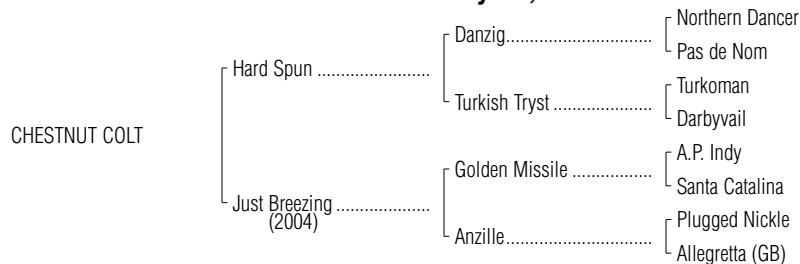 Northern Dancer
Danzig
Pas de Nom
Hard Spun
Turkoman
Turkish Tryst
Darbyvail
CHESTNUT COLT
A.P. Indy
Golden Missile
Santa Catalina
Just Breezing
(2004)
Plugged Nickle
Anzille
Allegretta (GB)